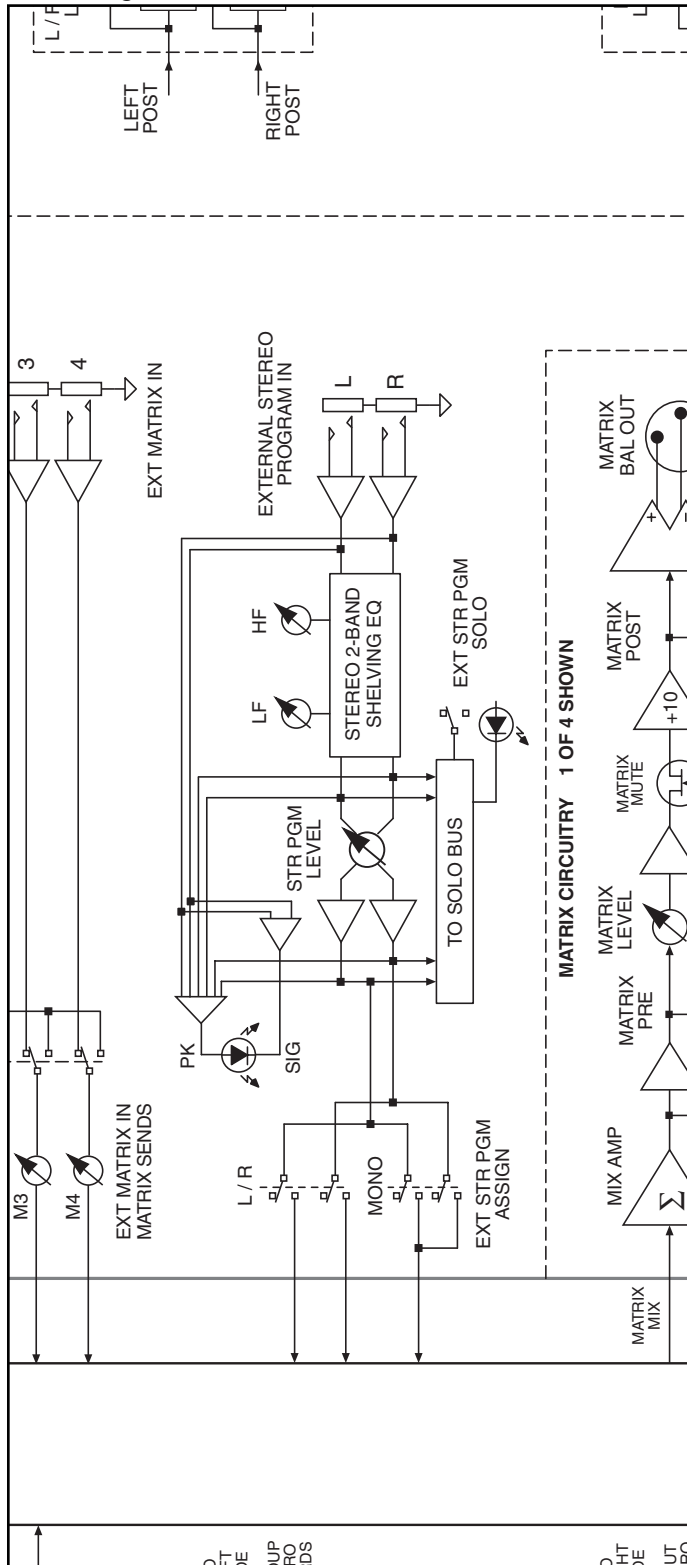 L / R
LEFT
POST
RIGHT
POST
3
4
EXT MATRIX IN
EXTERNAL STEREO
PROGRAM IN
L
R
HF
LF
STEREO 2-BAND
SHELVING EQ
EXT STR PGM
SOLO
STR PGM
LEVEL
TO SOLO BUS
PK
SIG
M3
M4
EXT MATRIX IN
MATRIX SENDS
L / R
MONO
EXT STR PGM
ASSIGN
MATRIX CIRCUITRY 1 OF 4 SHOWN
MATRIX
BAL OUT
+
–
MATRIX
POST
+10
MATRIX
MUTE
MATRIX
LEVEL
MATRIX
PRE
MIX AMP
Σ
MATRIX
MIX